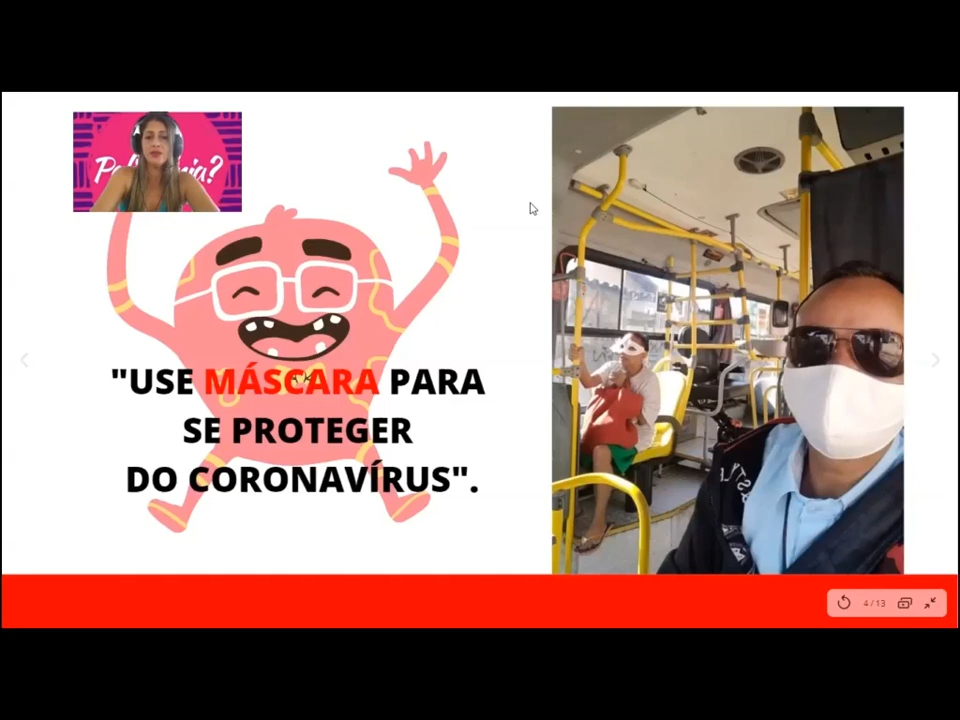 "USE MÁSCARA PARA
SE PROTEGER
DO CORONAVÍRUS".
4 / 13